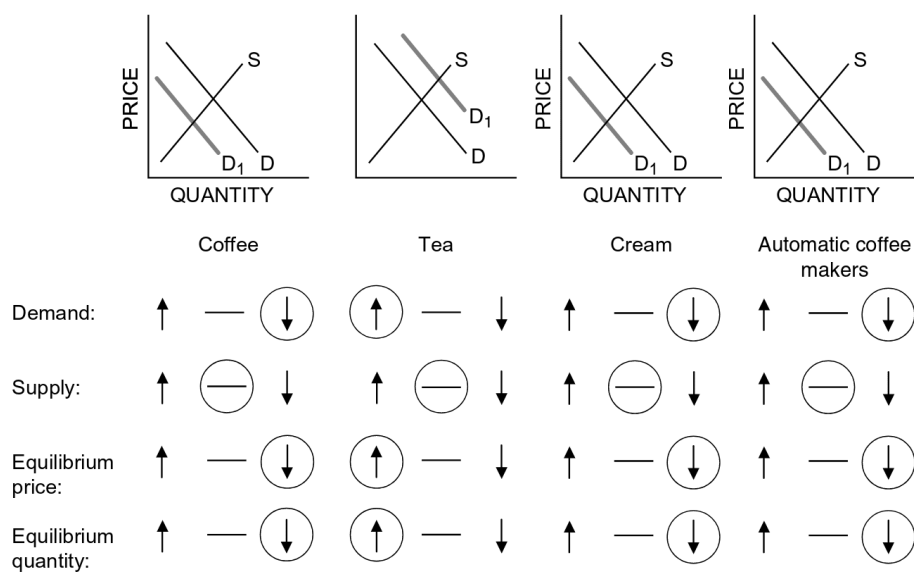 PRICE
S
D₁
D
QUANTITY
S
D₁
D
PRICE
S
D₁
D
QUANTITY
PRICE
S
D₁
D
QUANTITY
Coffee
Tea
Cream
Automatic coffee
makers
Demand:
Supply:
Equilibrium
price:
Equilibrium
quantity: